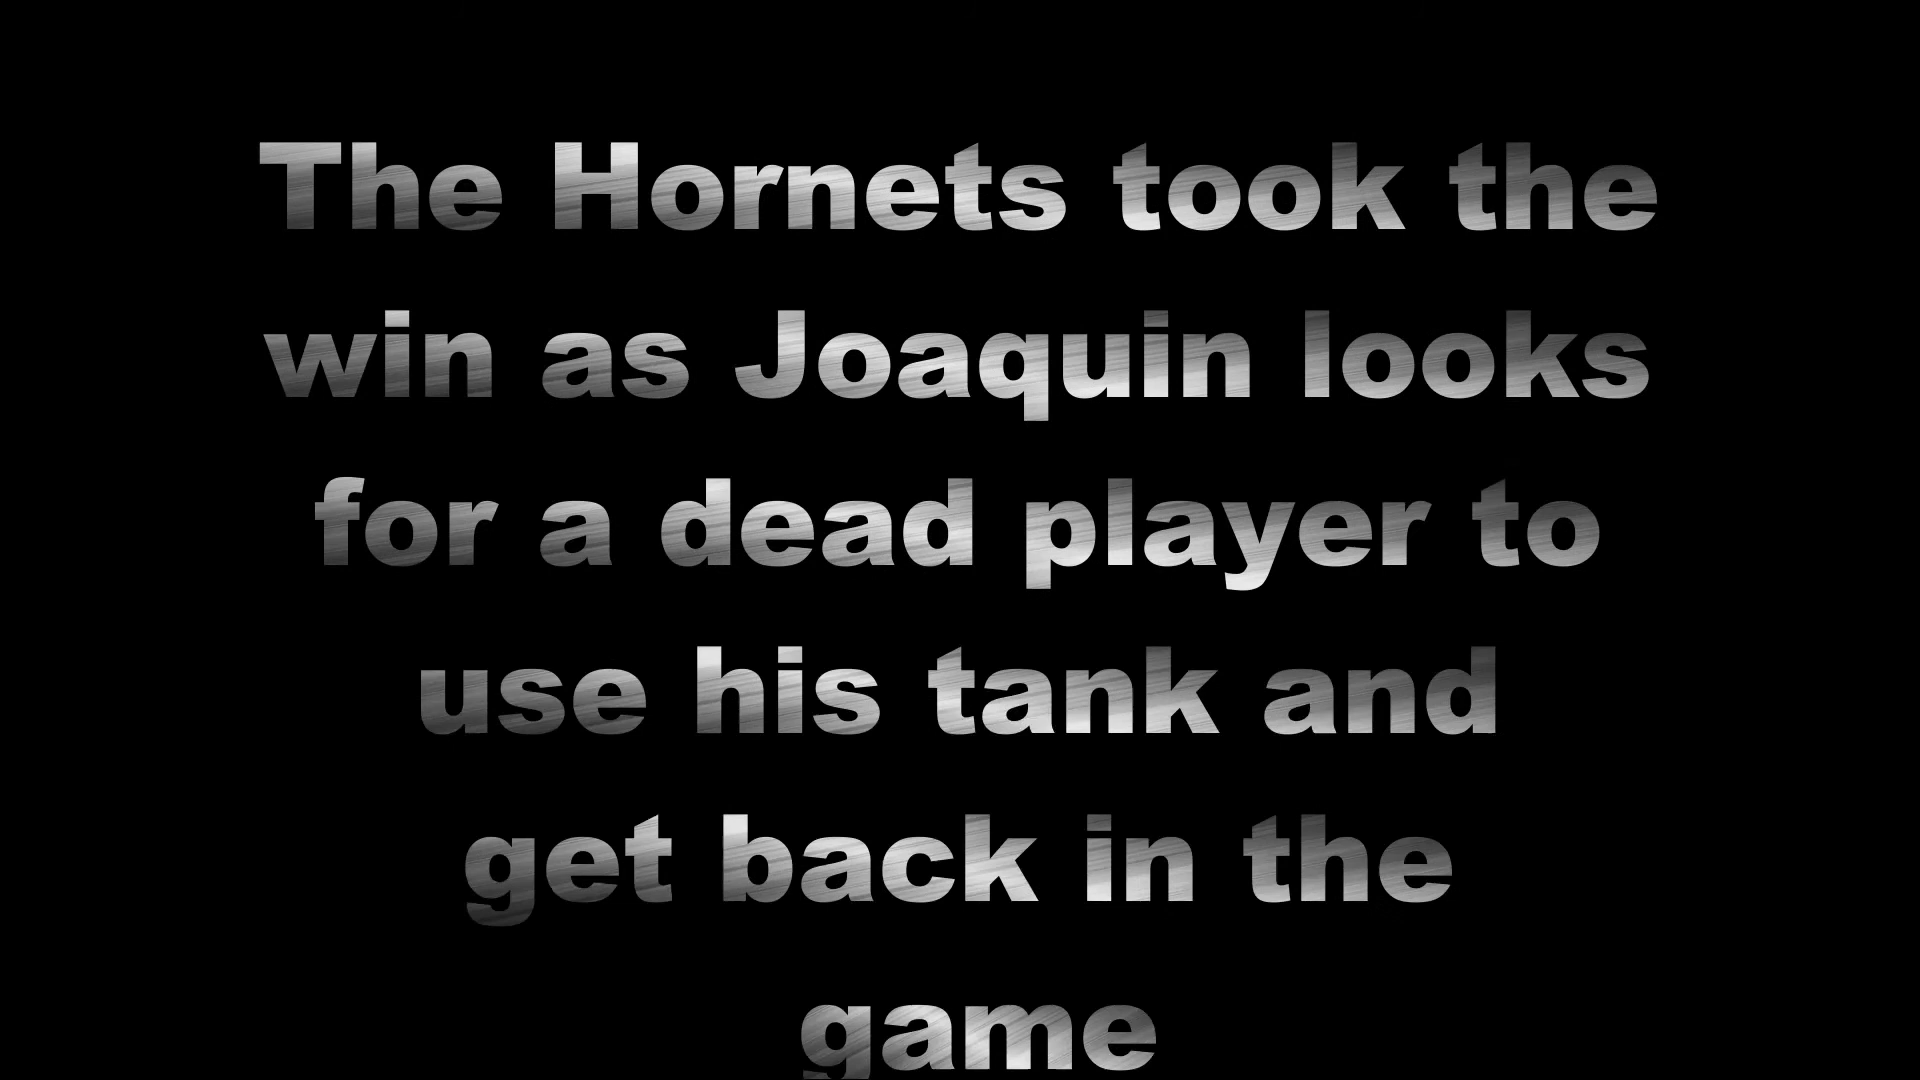 The Hornets took the
win as Joaquin looks
for a dead player to
use his tank and
get back in the
game